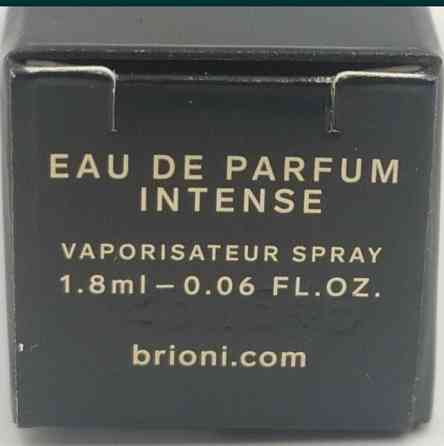 EAU DE PARFUM
INTENSE
VAPORISATEUR SPRAY
1.8ml – 0.06 FL.OZ.
brioni.com